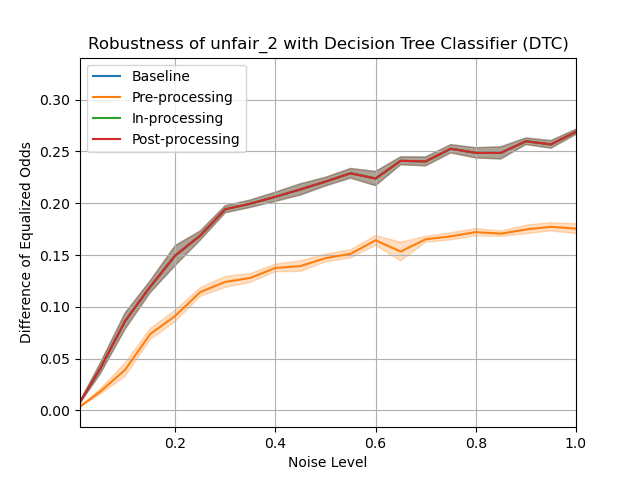 Robustness of unfair_2 with Decision Tree Classifier (DTC)
Baseline
Pre-processing
In-processing
Post-processing
Difference of Equalized Odds
0.30
0.25
0.20
0.15
0.10
0.05
0.00
0.2 0.4 0.6 0.8 1.0
Noise Level